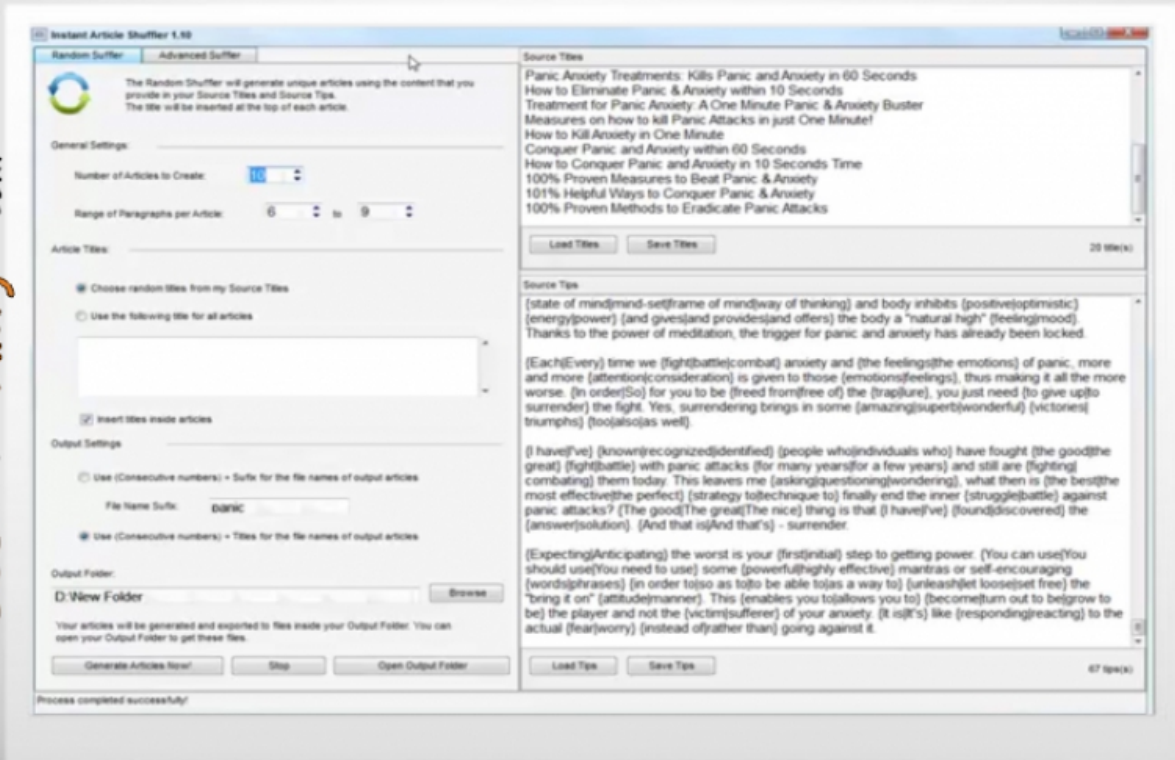 Instant Article Shuffler 1.10
Random Suffler
Advanced Suffler
The Random Shuffler will generate unique articles using the content that you
provide in your Source Titles and Source Tips.
The title will be inserted at the top of each article.
General Settings:
Number of Articles to Create: 10
Range of Paragraphs per Article: 6 to 9
Article Titles:
Choose random titles from my Source Titles
Use the following title for all articles
Insert titles inside articles
Output Settings
Use (Consecutive numbers) + Suffix for the file names of output articles
File Name Suffix: panic
Use (Consecutive numbers) + Titles for the file names of output articles
Output Folder:
D:\New Folder
Browse
Your articles will be generated and exported to files inside your Output Folder. You can
open your Output Folder to get these files.
Generate Articles Now!
Stop
Open Output Folder
Process completed successfully!
Source Titles
Panic Anxiety Treatments: Kills Panic and Anxiety in 60 Seconds
How to Eliminate Panic & Anxiety within 10 Seconds
Treatment for Panic Anxiety: A One Minute Panic & Anxiety Buster
Measures on how to kill Panic Attacks in just One Minute!
How to Kill Anxiety in One Minute
Conquer Panic and Anxiety within 60 Seconds
How to Conquer Panic and Anxiety in 10 Seconds Time
100% Proven Measures to Beat Panic & Anxiety
101% Helpful Ways to Conquer Panic & Anxiety
100% Proven Methods to Eradicate Panic Attacks
Load Titles
Save Titles
20 title(s)
Source Tips
{state of mind|mind-set|frame of mind|way of thinking} and body inhibits {positive|optimistic}
{energy|power} {and gives|and provides|and offers} the body a "natural high" {feeling|mood}.
Thanks to the power of meditation, the trigger for panic and anxiety has already been locked.
{Each|Every} time we {fight|battle|combat} anxiety and {the feelings|the emotions} of panic, more
and more {attention|consideration} is given to those {emotions|feelings}, thus making it all the more
worse. {In order|So} for you to be {freed from|free of} the {trap|lure}, you just need {to give up|to
surrender} the fight. Yes, surrendering brings in some {amazing|superb|wonderful} {victories|
triumphs} {too|also|as well}.
{I have|I've} {known|recognized|identified} {people who|individuals who} have fought {the good|the
great} {fight|battle} with panic attacks {for many years|for a few years} and still are {fighting|
combating} them today. This leaves me {asking|questioning|wondering}, what then is {the best|the
most effective|the perfect} {strategy to|technique to} finally end the inner {struggle|battle} against
panic attacks? {The good|The great|The nice} thing is that {I have|I've} {found|discovered} the
{answer|solution}. {And that is|And that's} - surrender.
{Expecting|Anticipating} the worst is your {first|initial} step to getting power. {You can use|You
should use|You need to use} some {powerful|highly effective} mantras or self-encouraging
{words|phrases} {in order to|so as to|to be able to|as a way to} {unleash|let loose|set free} the
"bring it on" {attitude|manner}. This {enables you to|allows you to} {become|turn out to be|grow to
be} the player and not the {victim|sufferer} of your anxiety. {It is|It's} like {responding|reacting} to the
actual {fear|worry} {instead of|rather than} going against it.
Load Tips
Save Tips
67 tips(s)